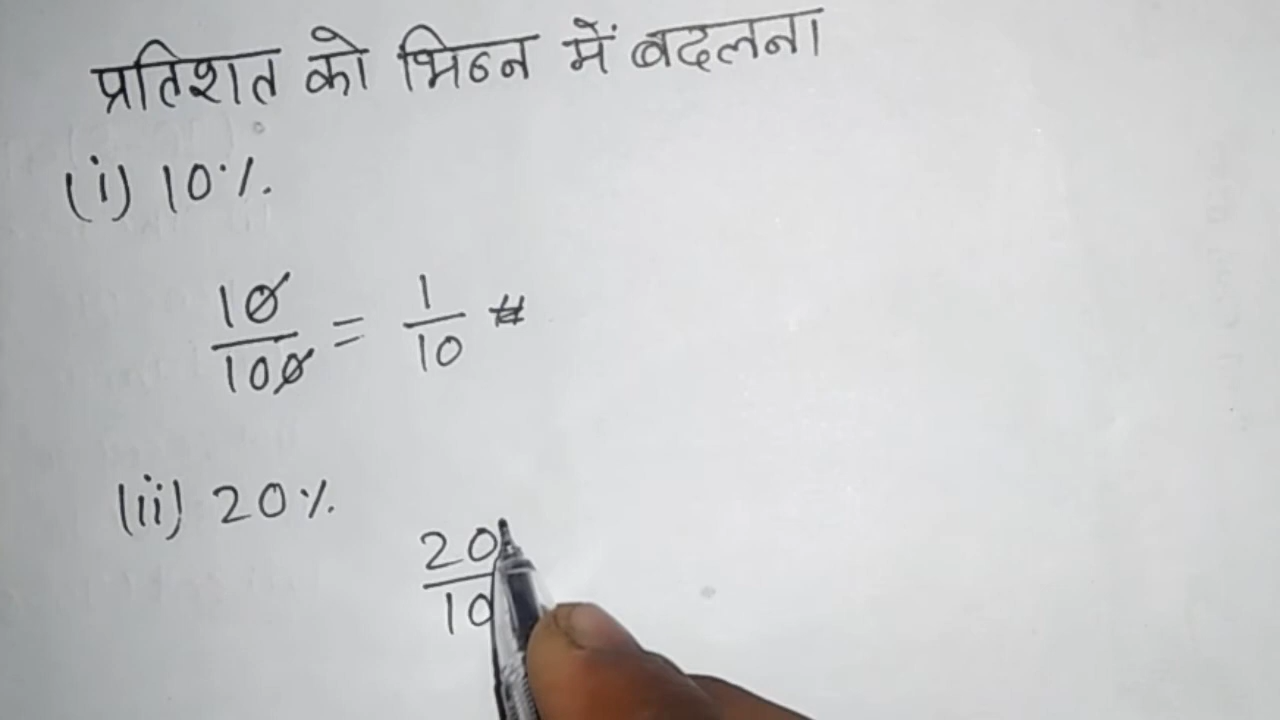 प्रतिशत को भिन्न में बदलना
(i) 10%
10/100 = 1/10 #
(ii) 20%
20/10